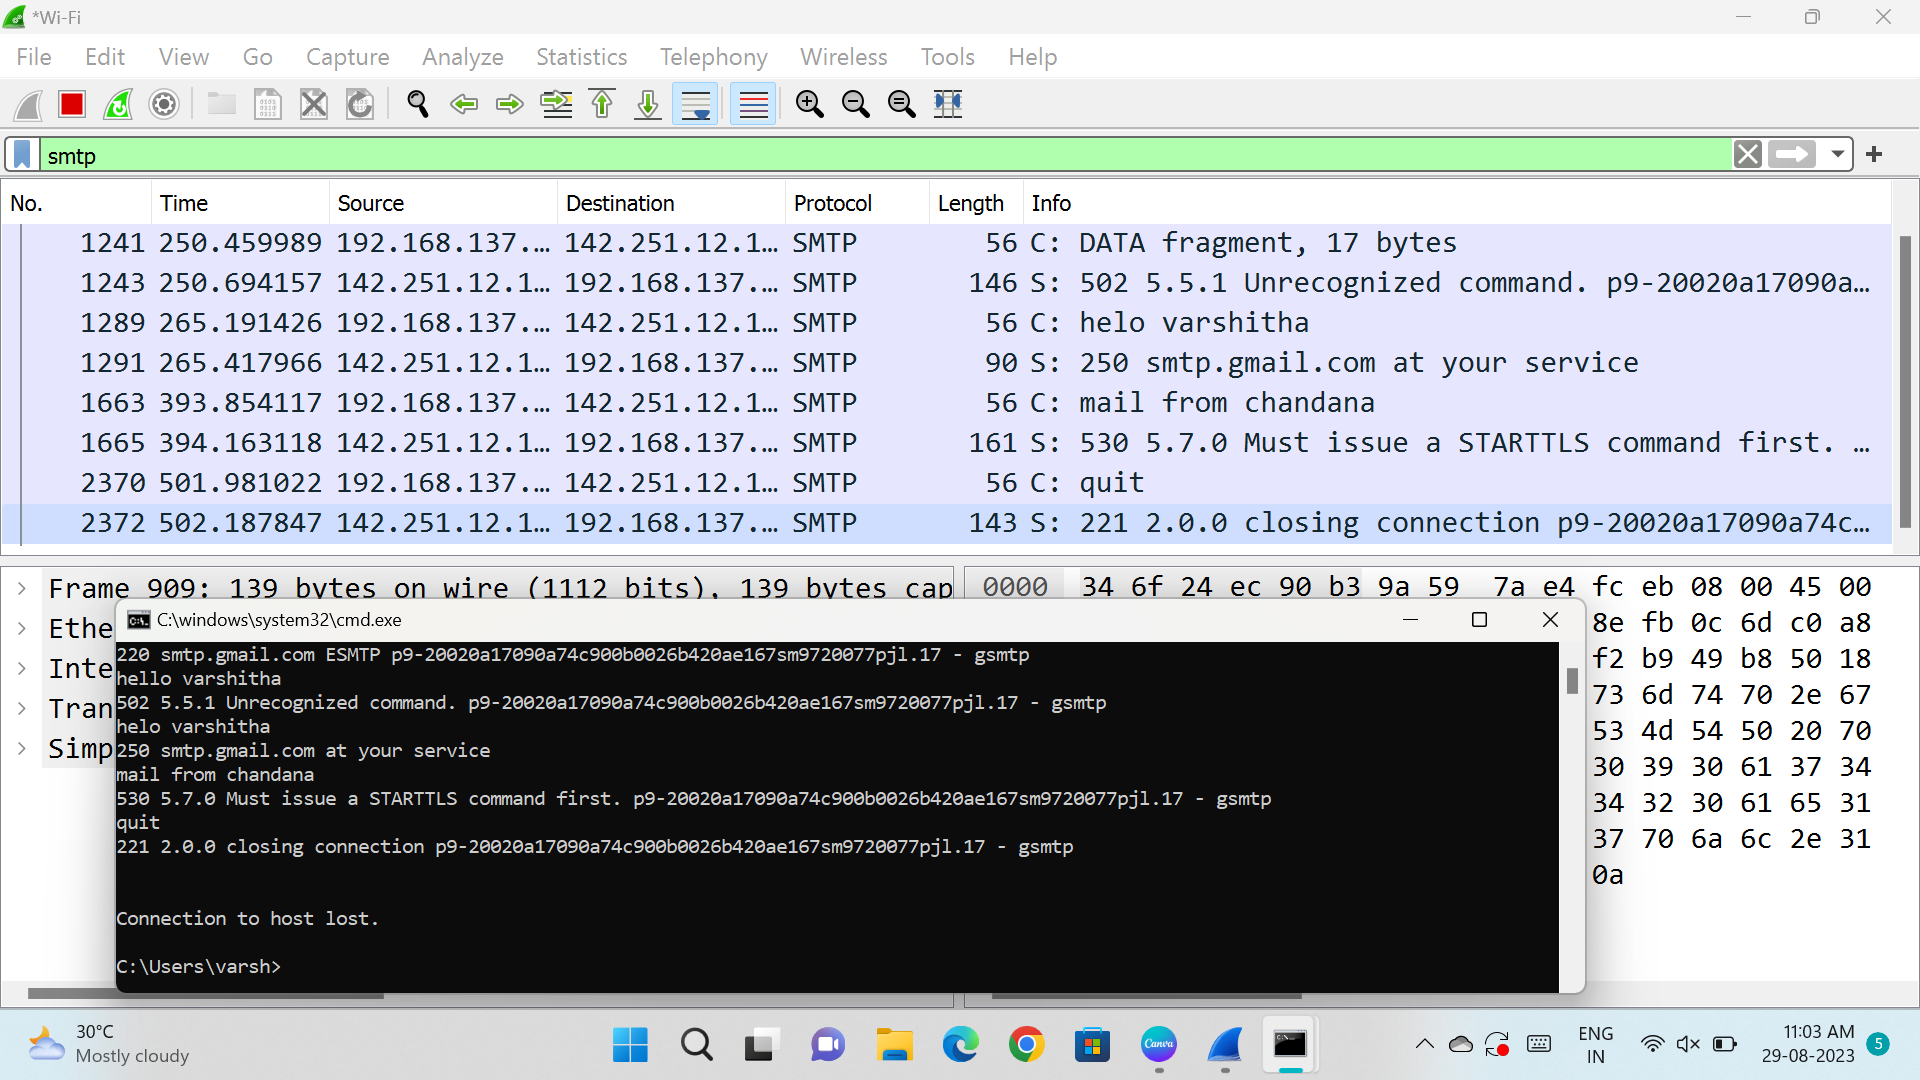 *Wi-Fi
File Edit View Go Capture Analyze Statistics Telephony Wireless Tools Help
smtp
No. Time Source Destination Protocol Length Info
1241 250.459989 192.168.137.… 142.251.12.1… SMTP 56 C: DATA fragment, 17 bytes
1243 250.694157 142.251.12.1… 192.168.137.… SMTP 146 S: 502 5.5.1 Unrecognized command. p9-20020a17090a…
1289 265.191426 192.168.137.… 142.251.12.1… SMTP 56 C: helo varshitha
1291 265.417966 142.251.12.1… 192.168.137.… SMTP 90 S: 250 smtp.gmail.com at your service
1663 393.854117 192.168.137.… 142.251.12.1… SMTP 56 C: mail from chandana
1665 394.163118 142.251.12.1… 192.168.137.… SMTP 161 S: 530 5.7.0 Must issue a STARTTLS command first. …
2370 501.981022 192.168.137.… 142.251.12.1… SMTP 56 C: quit
2372 502.187847 142.251.12.1… 192.168.137.… SMTP 143 S: 221 2.0.0 closing connection p9-20020a17090a74c…
Frame 909: 139 bytes on wire (1112 bits), 139 bytes cap
Ethe
Inte
Tran
Simp
0000 34 6f 24 ec 90 b3 9a 59 7a e4 fc eb 08 00 45 00
8e fb 0c 6d c0 a8
f2 b9 49 b8 50 18
73 6d 74 70 2e 67
53 4d 54 50 20 70
30 39 30 61 37 34
34 32 30 61 65 31
37 70 6a 6c 2e 31
0a
C:\windows\system32\cmd.exe
220 smtp.gmail.com ESMTP p9-20020a17090a74c900b0026b420ae167sm9720077pjl.17 - gsmtp
hello varshitha
502 5.5.1 Unrecognized command. p9-20020a17090a74c900b0026b420ae167sm9720077pjl.17 - gsmtp
helo varshitha
250 smtp.gmail.com at your service
mail from chandana
530 5.7.0 Must issue a STARTTLS command first. p9-20020a17090a74c900b0026b420ae167sm9720077pjl.17 - gsmtp
quit
221 2.0.0 closing connection p9-20020a17090a74c900b0026b420ae167sm9720077pjl.17 - gsmtp
Connection to host lost.
C:\Users\varsh>
30°C
Mostly cloudy
Canva
ENG
IN
11:03 AM
29-08-2023
5